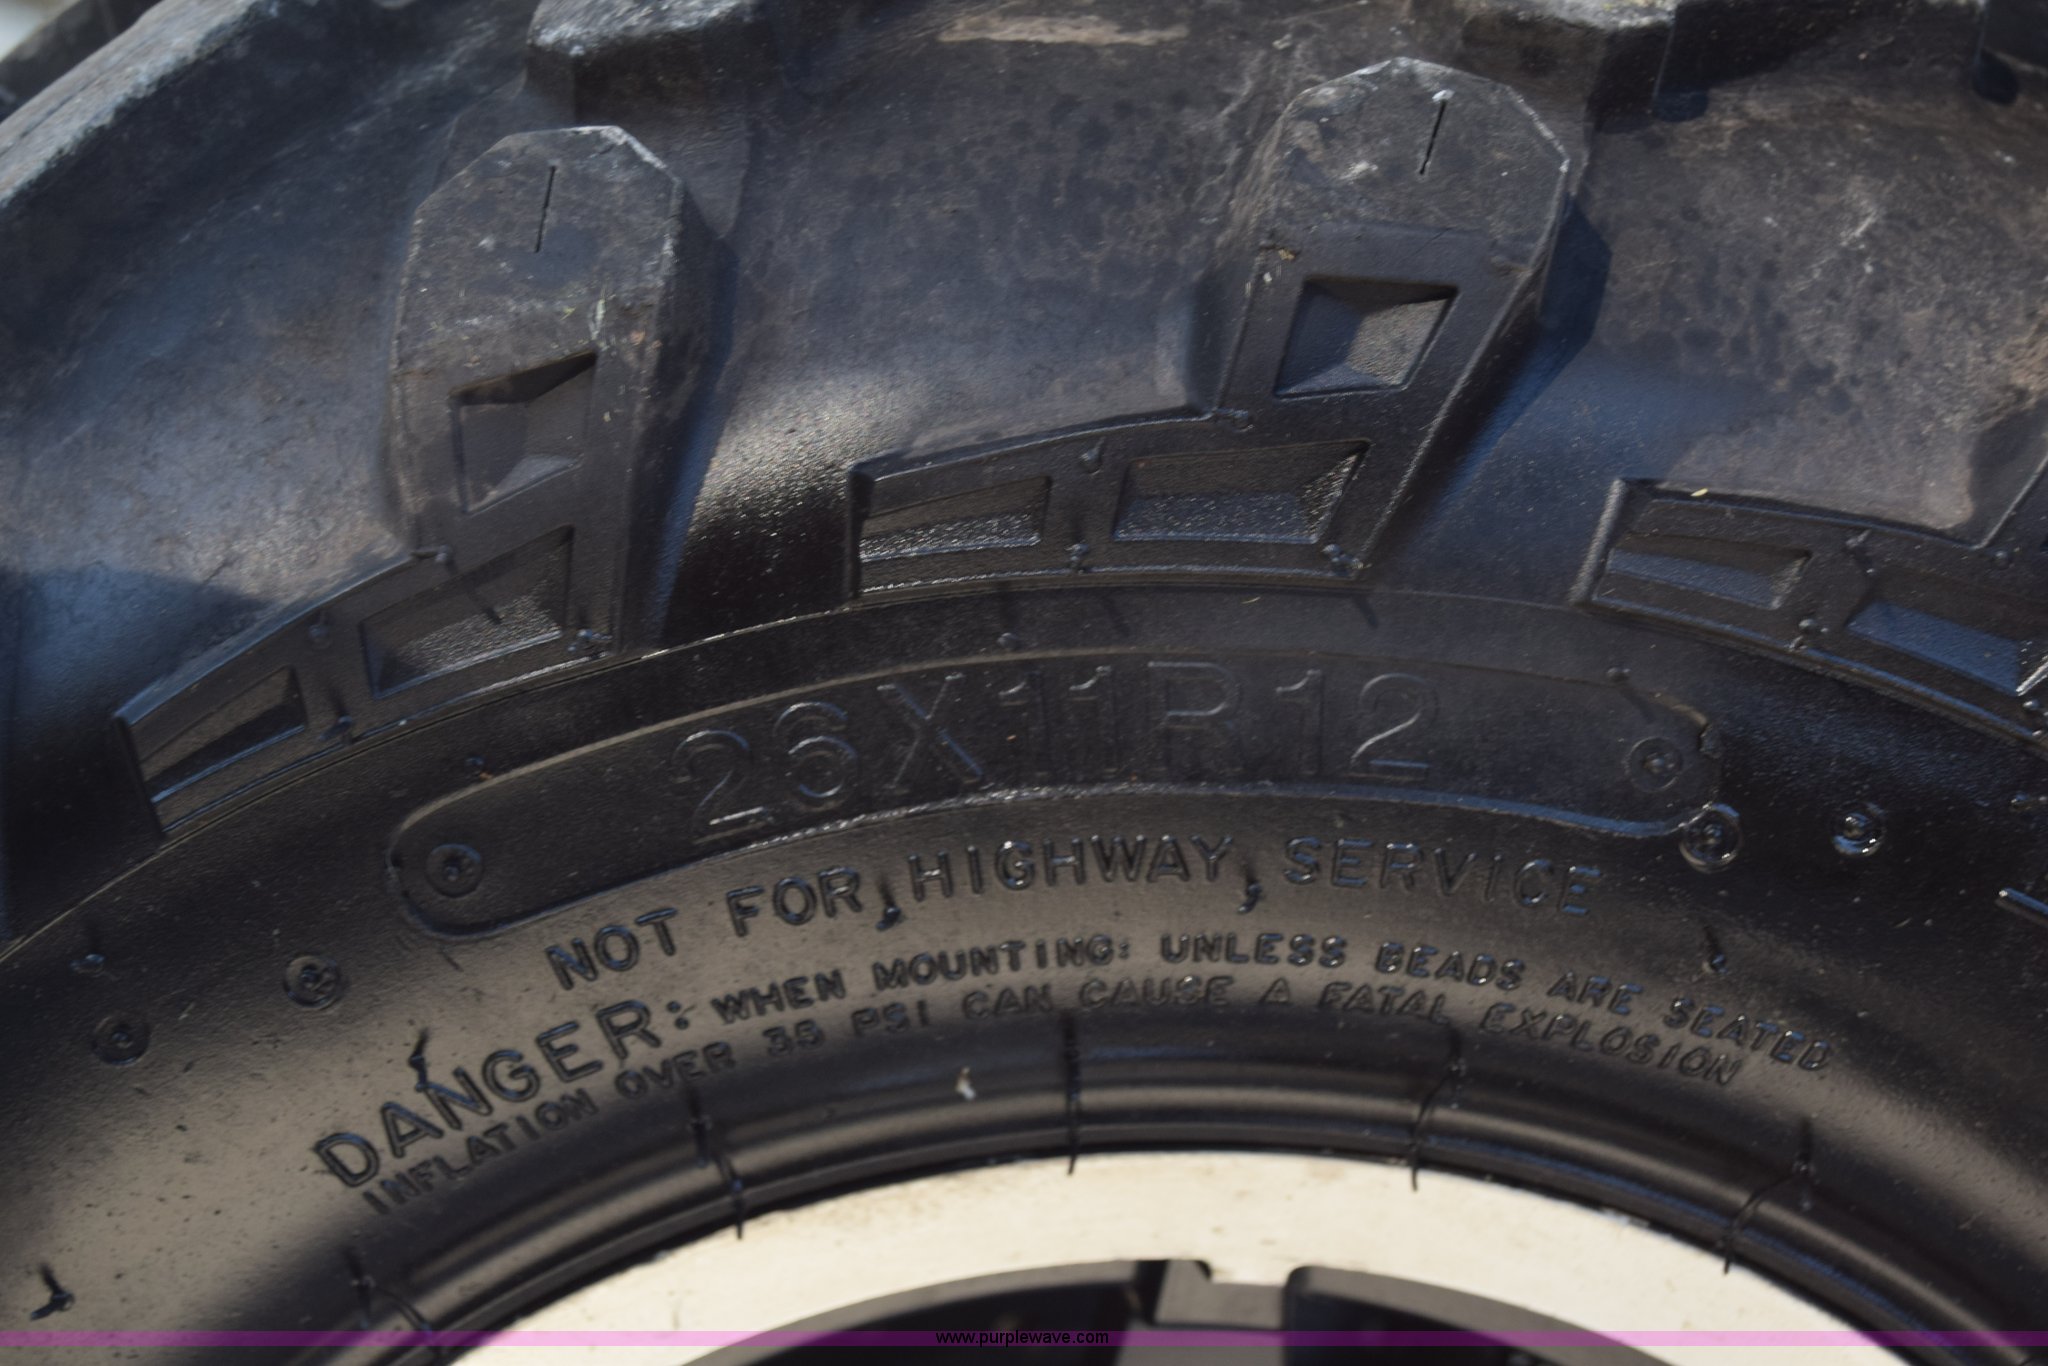 26X11R12
NOT FOR HIGHWAY SERVICE
DANGER: WHEN MOUNTING: UNLESS BEADS ARE SEATED
INFLATION OVER 35 PSI CAN CAUSE A FATAL EXPLOSION
www.purplewave.com